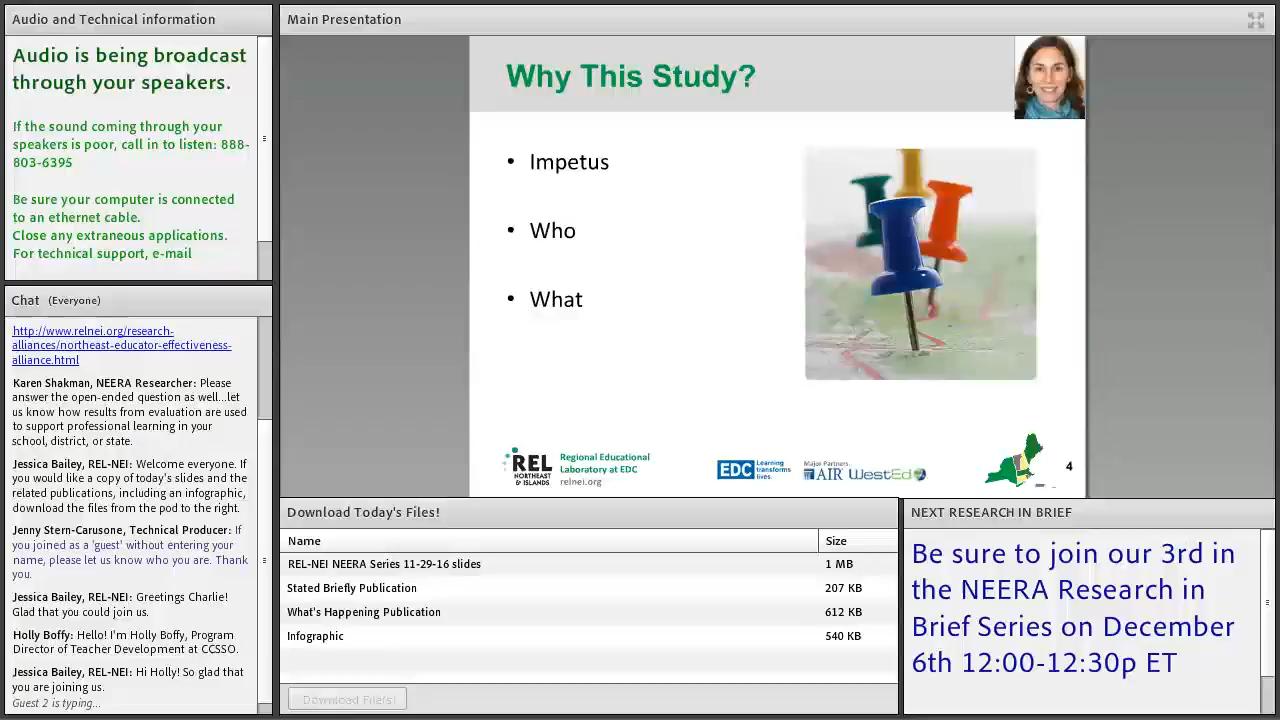 Audio and Technical information
Audio is being broadcast
through your speakers.
If the sound coming through your
speakers is poor, call in to listen: 888-
803-6395
Be sure your computer is connected
to an ethernet cable.
Close any extraneous applications.
For technical support, e-mail
Chat (Everyone)
http://www.relnei.org/research-
alliances/northeast-educator-effectiveness-
alliance.html
Karen Shakman, NEERA Researcher: Please
answer the open-ended question as well...let
us know how results from evaluation are used
to support professional learning in your
school, district, or state.
Jessica Bailey, REL-NEI: Welcome everyone. If
you would like a copy of today's slides and the
related publications, including an infographic,
download the files from the pod to the right.
Jenny Stern-Carusone, Technical Producer: If
you joined as a 'guest' without entering your
name, please let us know who you are. Thank
you.
Jessica Bailey, REL-NEI: Greetings Charlie!
Glad that you could join us.
Holly Boffy: Hello! I'm Holly Boffy, Program
Director of Teacher Development at CCSSO.
Jessica Bailey, REL-NEI: Hi Holly! So glad that
you are joining us.
Guest 2 is typing...
Main Presentation
Why This Study?
• Impetus
• Who
• What
REL
NORTHEAST
& ISLANDS
Regional Educational
Laboratory at EDC
relnei.org
EDC Learning
transforms
lives.
Major Partners
AIR WestEd
4
Download Today's Files!
Name Size
REL-NEI NEERA Series 11-29-16 slides 1 MB
Stated Briefly Publication 207 KB
What's Happening Publication 612 KB
Infographic 540 KB
Download File(s)
NEXT RESEARCH IN BRIEF
Be sure to join our 3rd in
the NEERA Research in
Brief Series on December
6th 12:00-12:30p ET